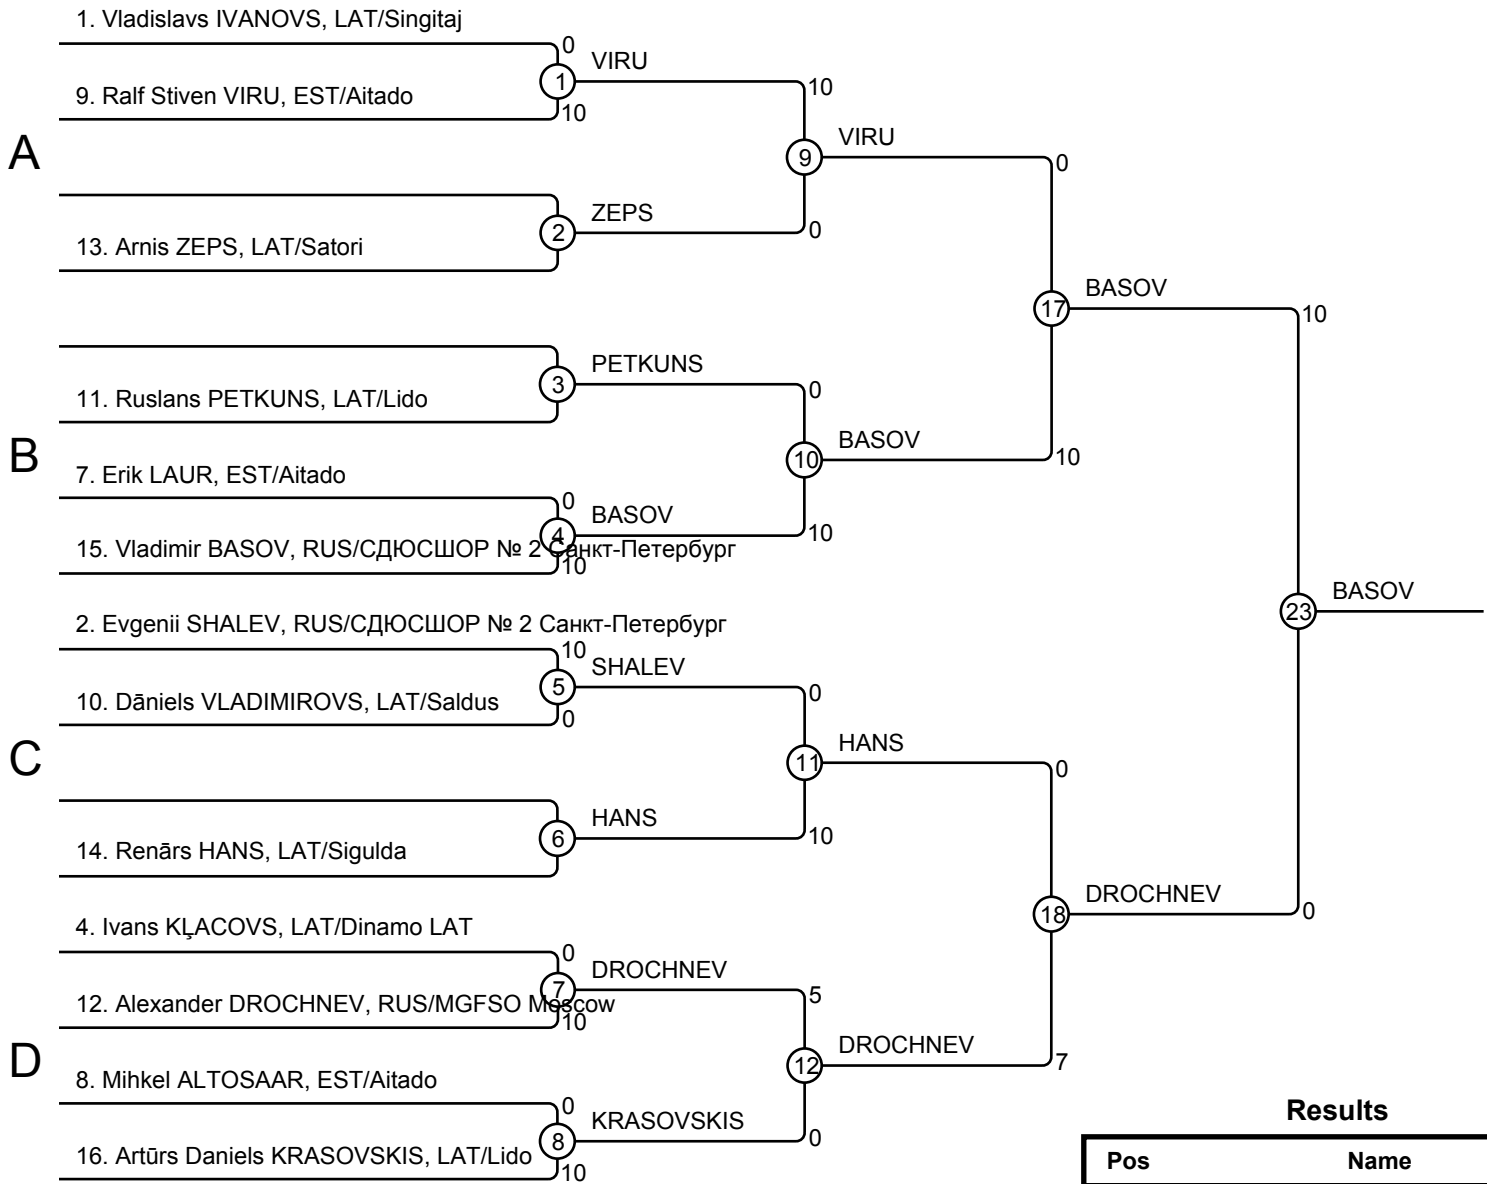 1. Vladislavs IVANOVS, LAT/Singitaj
0
VIRU
1
10
9. Ralf Stiven VIRU, EST/Aitado
10
A
VIRU
9
0
ZEPS
2
0
13. Arnis ZEPS, LAT/Satori
BASOV
17
10
PETKUNS
3
0
11. Ruslans PETKUNS, LAT/Lido
B
BASOV
10
10
7. Erik LAUR, EST/Aitado
0
BASOV
4
10
15. Vladimir BASOV, RUS/СДЮСШОР № 2 Санкт-Петербург
10
BASOV
23
2. Evgenii SHALEV, RUS/СДЮСШОР № 2 Санкт-Петербург
10
SHALEV
5
0
10. Dāniels VLADIMIROVS, LAT/Saldus
0
C
HANS
11
0
HANS
6
10
14. Renārs HANS, LAT/Sigulda
DROCHNEV
18
0
4. Ivans KĻACOVS, LAT/Dinamo LAT
0
DROCHNEV
7
5
12. Alexander DROCHNEV, RUS/MGFSO Moscow
10
D
DROCHNEV
12
7
8. Mihkel ALTOSAAR, EST/Aitado
0
KRASOVSKIS
8
0
16. Artūrs Daniels KRASOVSKIS, LAT/Lido
10
Results
Pos Name